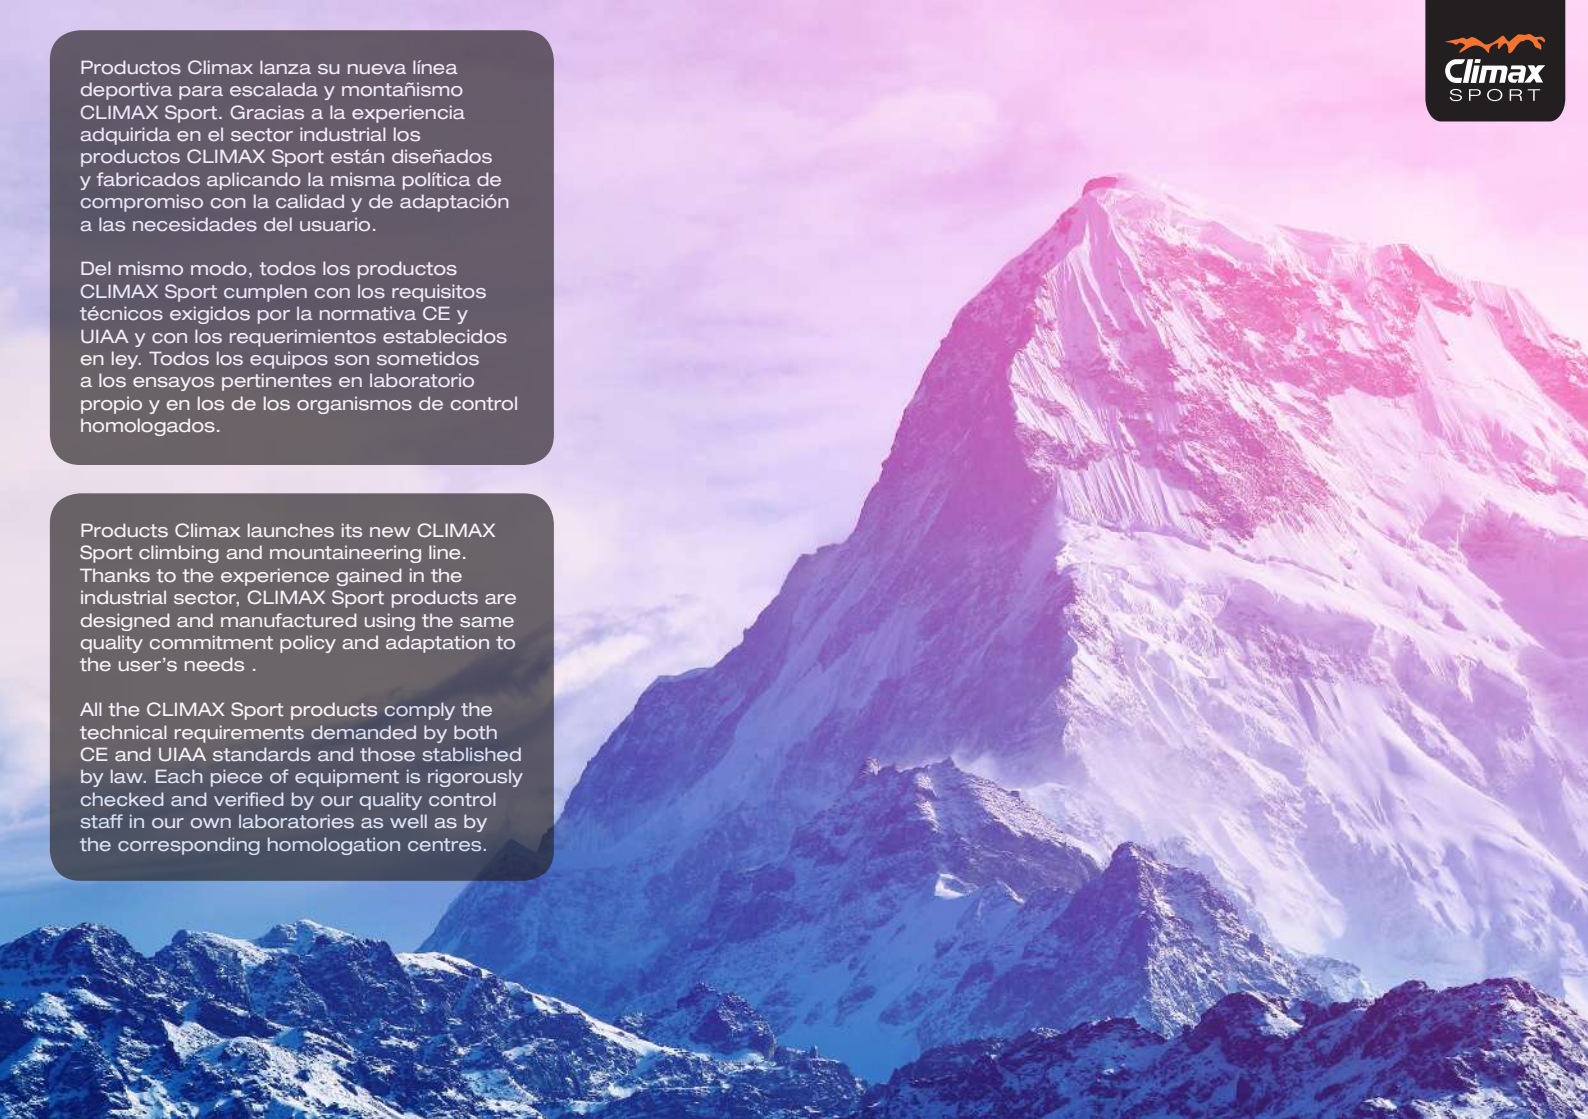 Productos Climax lanza su nueva línea
deportiva para escalada y montañismo
CLIMAX Sport. Gracias a la experiencia
adquirida en el sector industrial los
productos CLIMAX Sport están diseñados
y fabricados aplicando la misma política de
compromiso con la calidad y de adaptación
a las necesidades del usuario.
Del mismo modo, todos los productos
CLIMAX Sport cumplen con los requisitos
técnicos exigidos por la normativa CE y
UIAA y con los requerimientos establecidos
en ley. Todos los equipos son sometidos
a los ensayos pertinentes en laboratorio
propio y en los de los organismos de control
homologados.
Products Climax launches its new CLIMAX
Sport climbing and mountaineering line.
Thanks to the experience gained in the
industrial sector, CLIMAX Sport products are
designed and manufactured using the same
quality commitment policy and adaptation to
the user’s needs .
All the CLIMAX Sport products comply the
technical requirements demanded by both
CE and UIAA standards and those stablished
by law. Each piece of equipment is rigorously
checked and verified by our quality control
staff in our own laboratories as well as by
the corresponding homologation centres.
Climax
SPORT